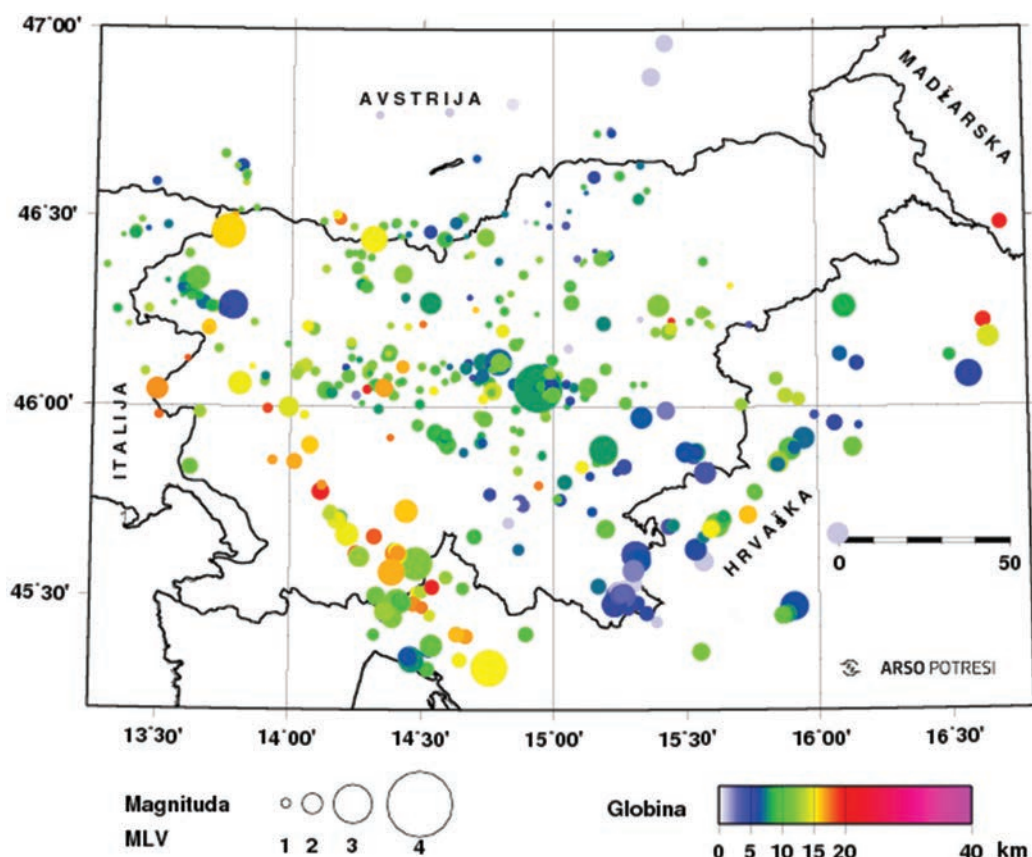 47°00'
AVSTRIJA
MADŽARSKA
46°30'
46°00'
ITALIJA
HRVAŠKA
0 50
45°30'
ARSO POTRESI
13°30' 14°00' 14°30' 15°00' 15°30' 16°00' 16°30'
Magnituda
MLV
1 2 3 4
Globina
0 5 10 15 20 40 km